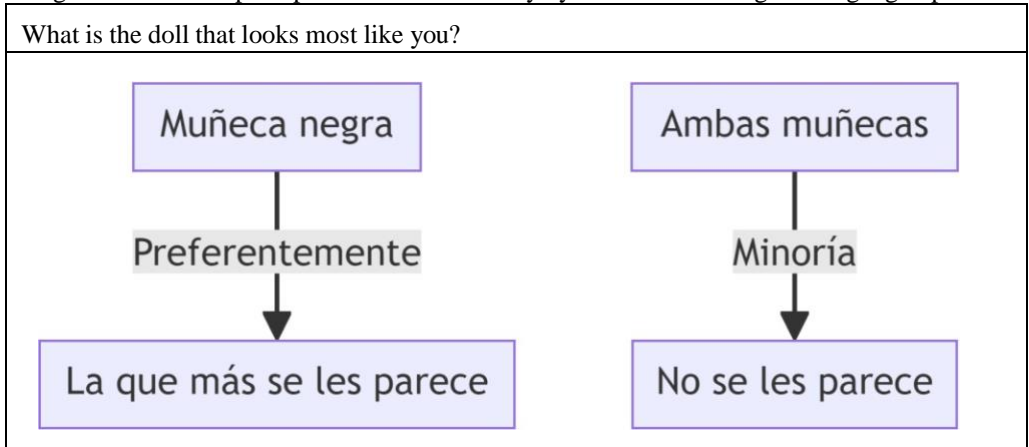 What is the doll that looks most like you?
Muñeca negra
Ambas muñecas
Preferentemente
Minoría
La que más se les parece
No se les parece